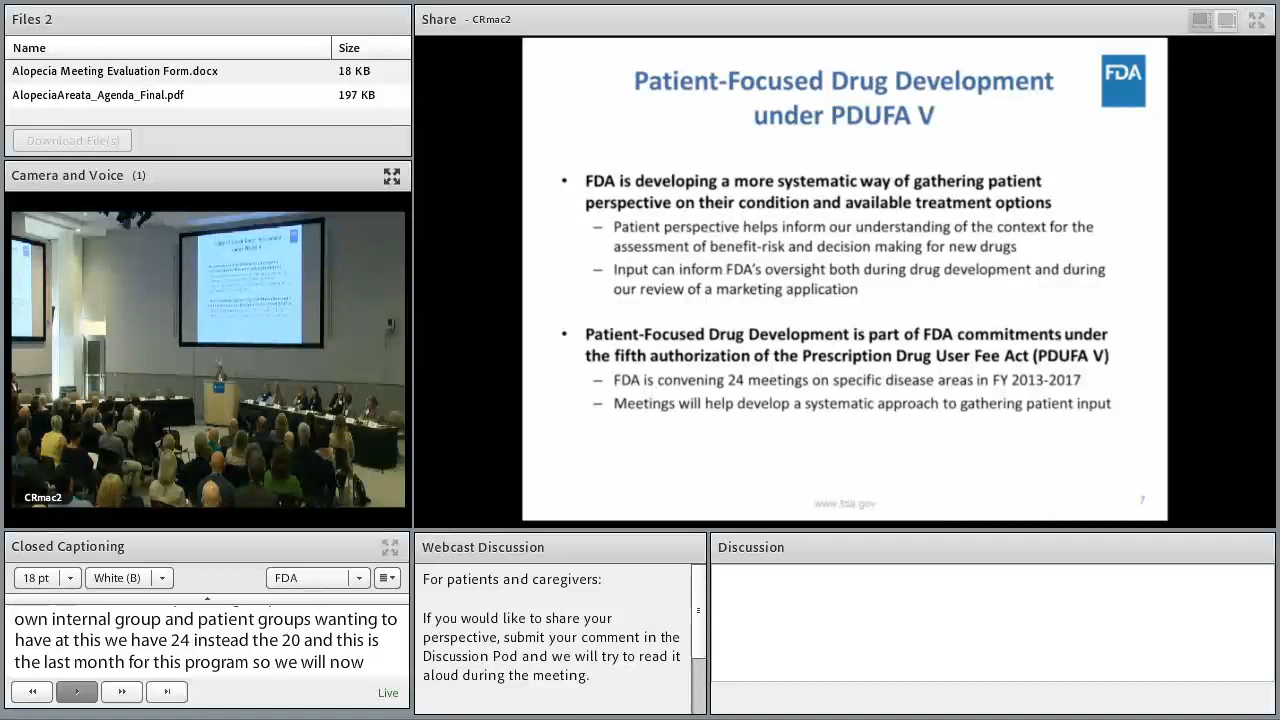 Files 2
Name Size
Alopecia Meeting Evaluation Form.docx 18 KB
AlopeciaAreata_Agenda_Final.pdf 197 KB
Download File(s)
Camera and Voice (1)
CRmac2
Closed Captioning
18 pt White (B) FDA
own internal group and patient groups wanting to
have at this we have 24 instead the 20 and this is
the last month for this program so we will now
Live
Share - CRmac2
FDA
Patient-Focused Drug Development
under PDUFA V
• FDA is developing a more systematic way of gathering patient
perspective on their condition and available treatment options
– Patient perspective helps inform our understanding of the context for the
assessment of benefit-risk and decision making for new drugs
– Input can inform FDA's oversight both during drug development and during
our review of a marketing application
• Patient-Focused Drug Development is part of FDA commitments under
the fifth authorization of the Prescription Drug User Fee Act (PDUFA V)
– FDA is convening 24 meetings on specific disease areas in FY 2013-2017
– Meetings will help develop a systematic approach to gathering patient input
www.fda.gov
7
Webcast Discussion
For patients and caregivers:
If you would like to share your
perspective, submit your comment in the
Discussion Pod and we will try to read it
aloud during the meeting.
Discussion